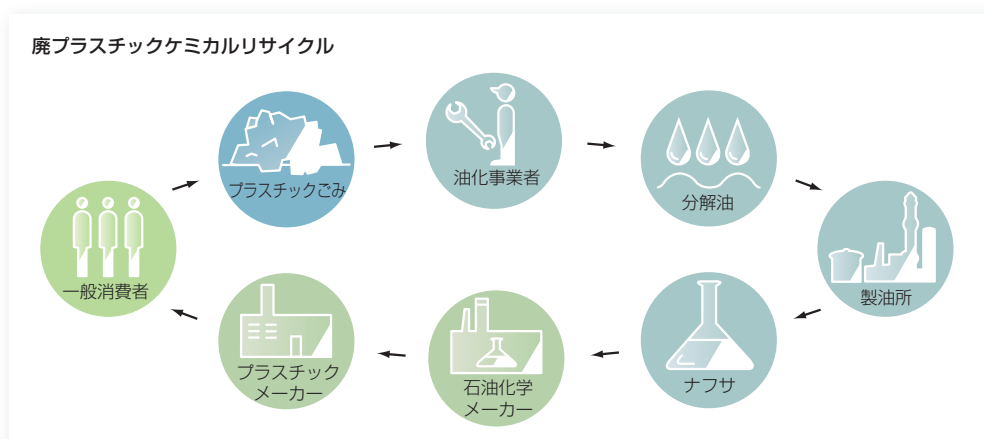 廃プラスチックケミカルリサイクル
プラスチックごみ
油化事業者
分解油
製油所
ナフサ
石油化学
メーカー
プラスチック
メーカー
一般消費者